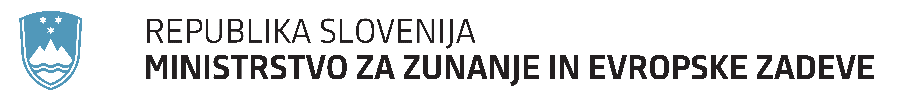 REPUBLIKA SLOVENIJA
MINISTRSTVO ZA ZUNANJE IN EVROPSKE ZADEVE